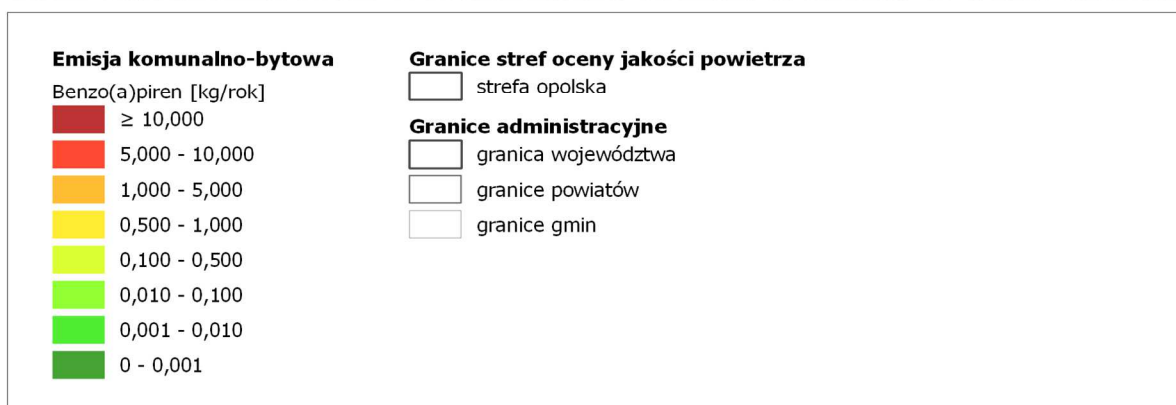 Emisja komunalno-bytowa
Benzo(a)piren [kg/rok]
≥ 10,000
5,000 - 10,000
1,000 - 5,000
0,500 - 1,000
0,100 - 0,500
0,010 - 0,100
0,001 - 0,010
0 - 0,001
Granice stref oceny jakości powietrza
strefa opolska
Granice administracyjne
granica województwa
granice powiatów
granice gmin